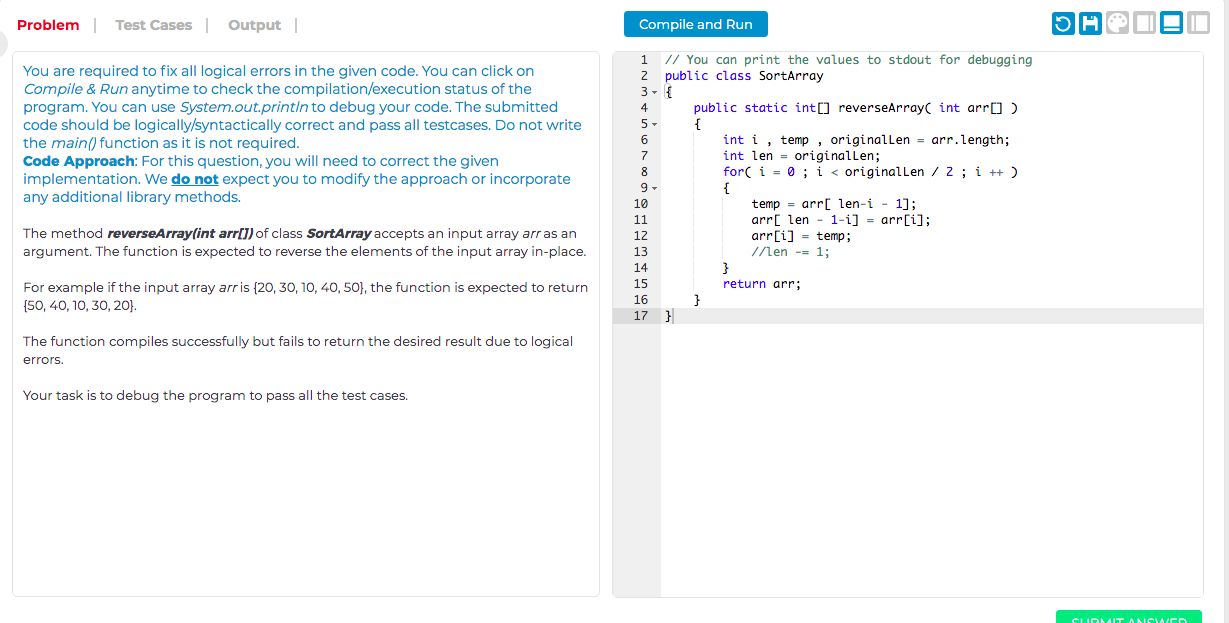 Problem | Test Cases | Output |
Compile and Run
You are required to fix all logical errors in the given code. You can click on
Compile & Run anytime to check the compilation/execution status of the
program. You can use System.out.println to debug your code. The submitted
code should be logically/syntactically correct and pass all testcases. Do not write
the main() function as it is not required.
Code Approach: For this question, you will need to correct the given
implementation. We do not expect you to modify the approach or incorporate
any additional library methods.
The method reverseArray(int arr[]) of class SortArray accepts an input array arr as an
argument. The function is expected to reverse the elements of the input array in-place.
For example if the input array arr is {20, 30, 10, 40, 50}, the function is expected to return
{50, 40, 10, 30, 20}.
The function compiles successfully but fails to return the desired result due to logical
errors.
Your task is to debug the program to pass all the test cases.
1 // You can print the values to stdout for debugging
2 public class SortArray
3 {
4 public static int[] reverseArray( int arr[] )
5 {
6 int i , temp , originalLen = arr.length;
7 int len = originalLen;
8 for( i = 0 ; i < originalLen / 2 ; i ++ )
9 {
10 temp = arr[ len-i - 1];
11 arr[ len - 1-i] = arr[i];
12 arr[i] = temp;
13 //len -= 1;
14 }
15 return arr;
16 }
17 }
SUBMIT ANSWER